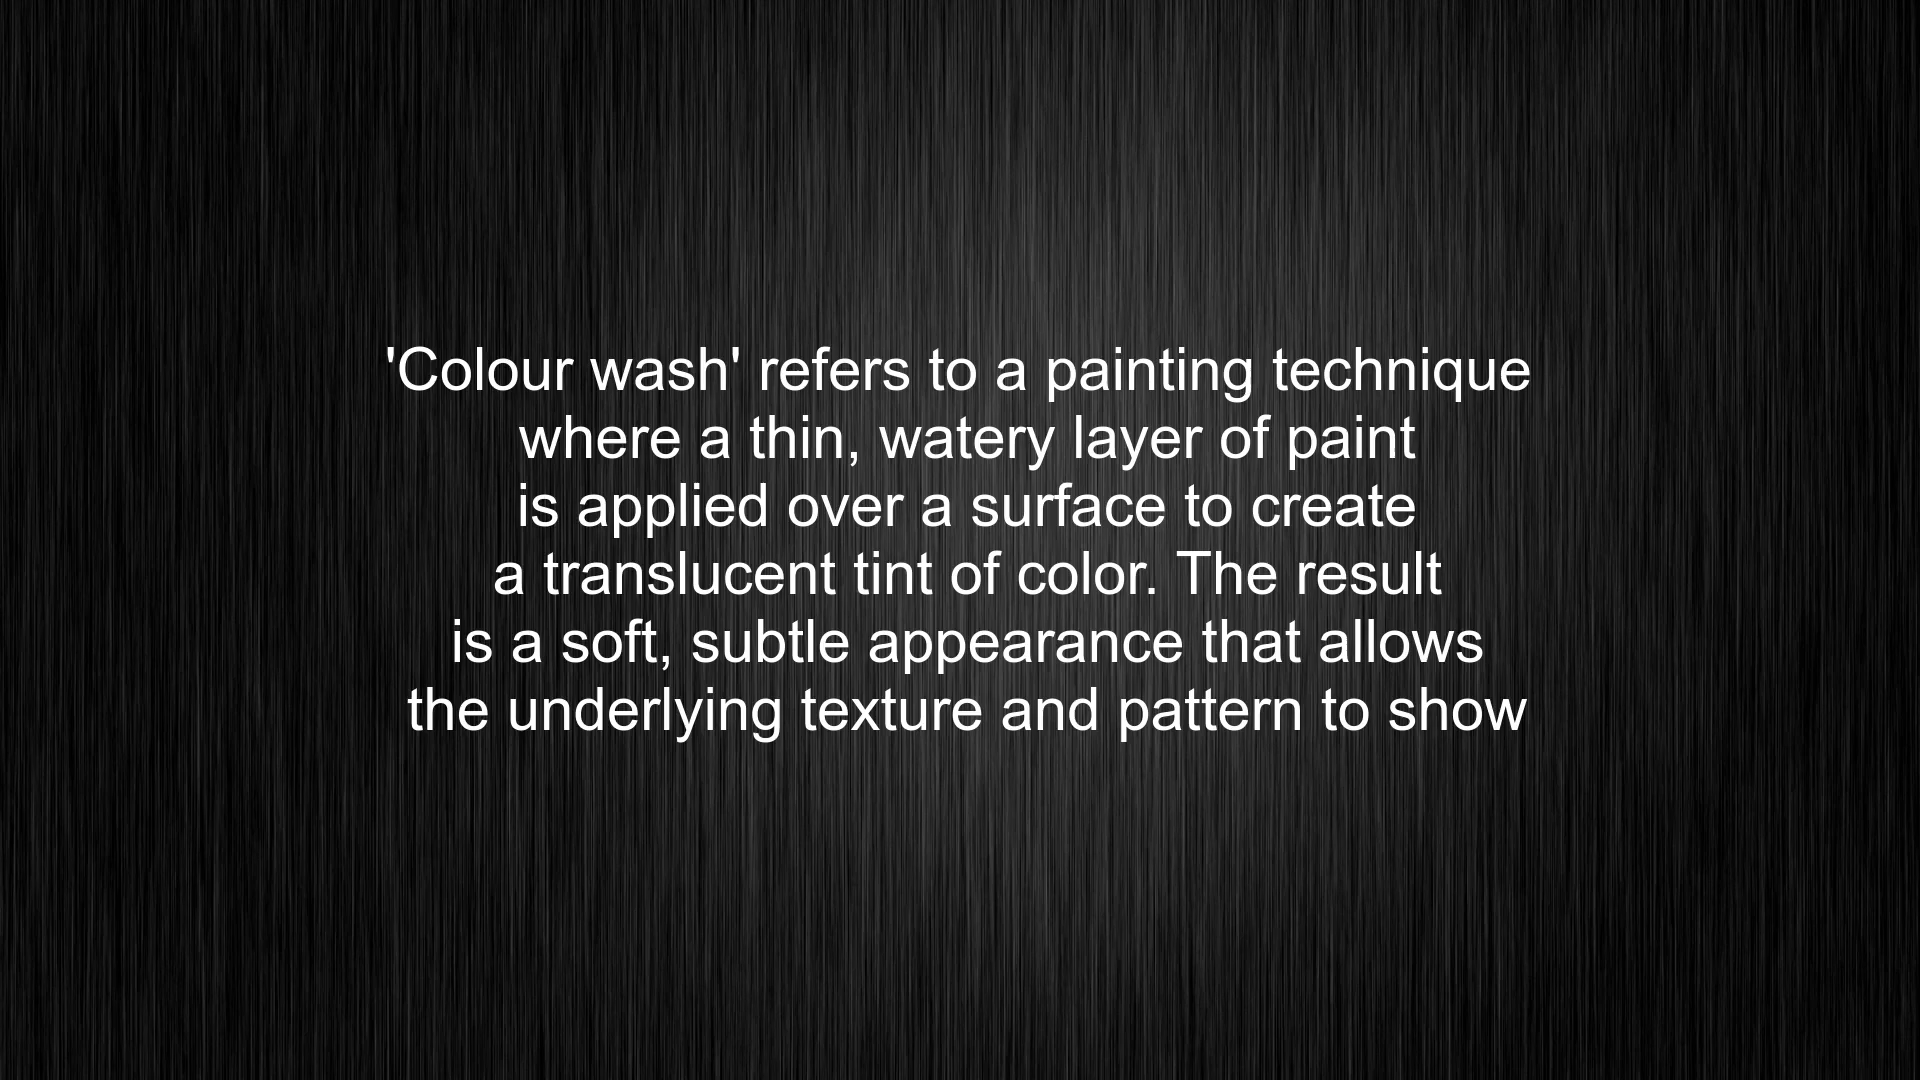 'Colour wash' refers to a painting technique
where a thin, watery layer of paint
is applied over a surface to create
a translucent tint of color. The result
is a soft, subtle appearance that allows
the underlying texture and pattern to show